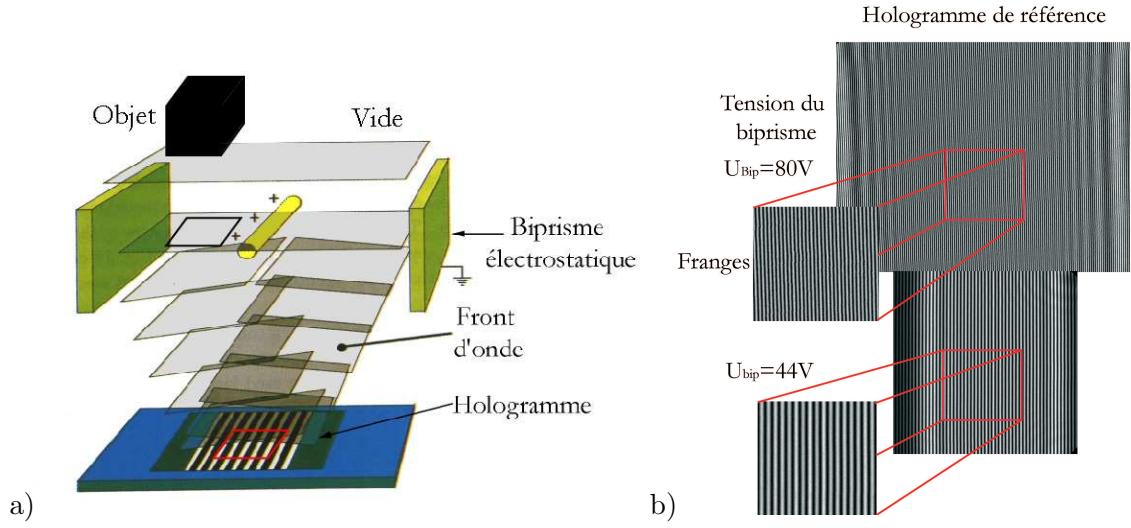 Hologramme de référence
Objet
Vide
Tension du
biprisme
U_Bip=80V
Biprisme
électrostatique
Franges
Front
d'onde
U_bip=44V
Hologramme
+
+
+
a)
b)